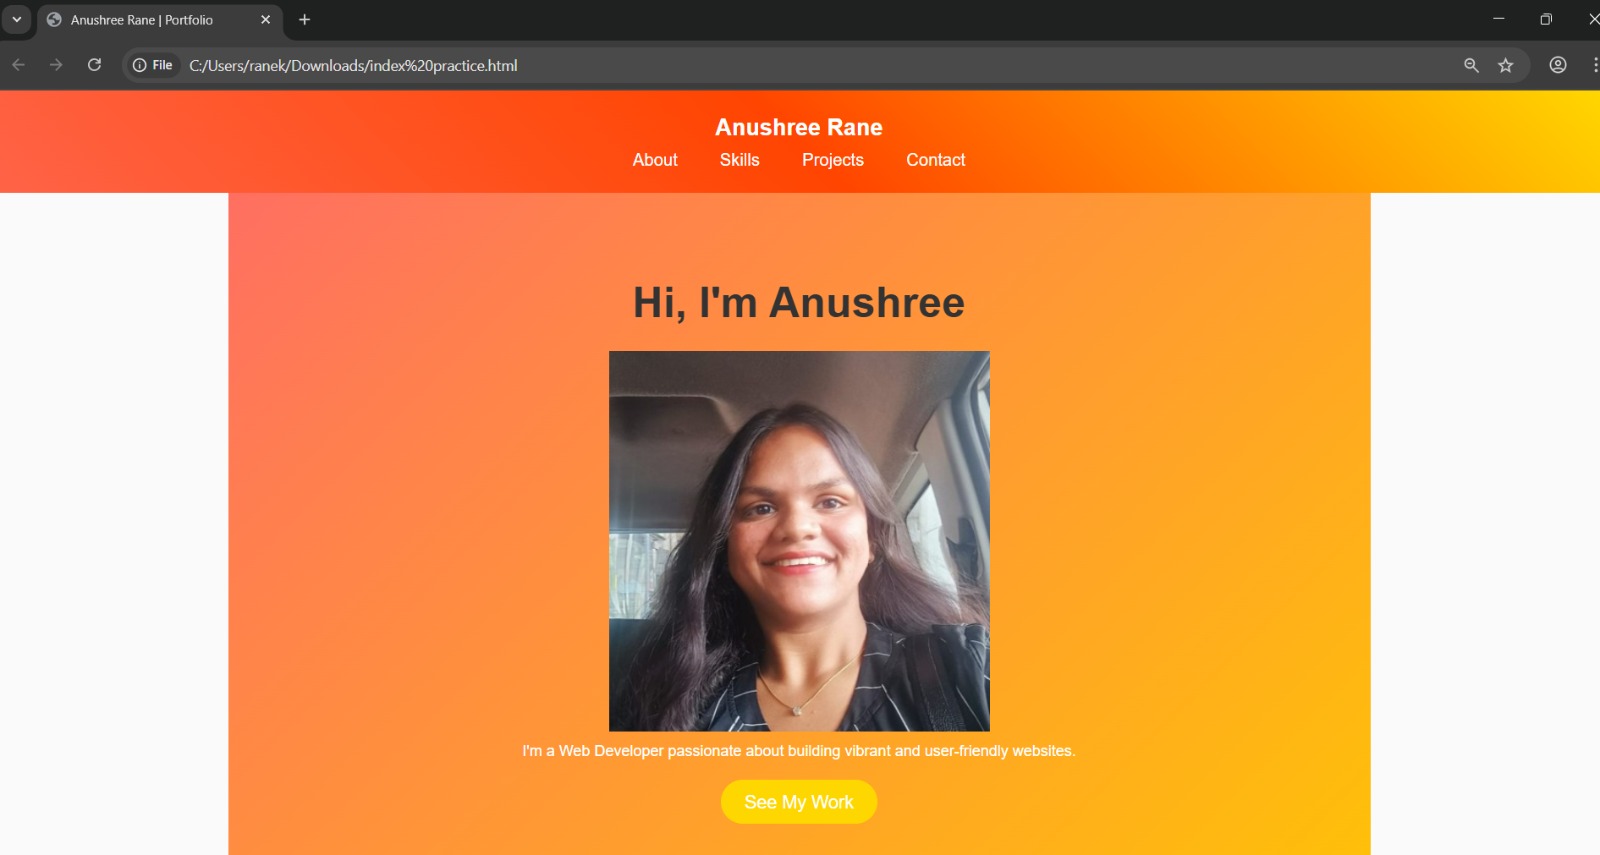 Anushree Rane | Portfolio
File C:/Users/ranek/Downloads/index%20practice.html
Anushree Rane
About Skills Projects Contact
Hi, I'm Anushree
I'm a Web Developer passionate about building vibrant and user-friendly websites.
See My Work